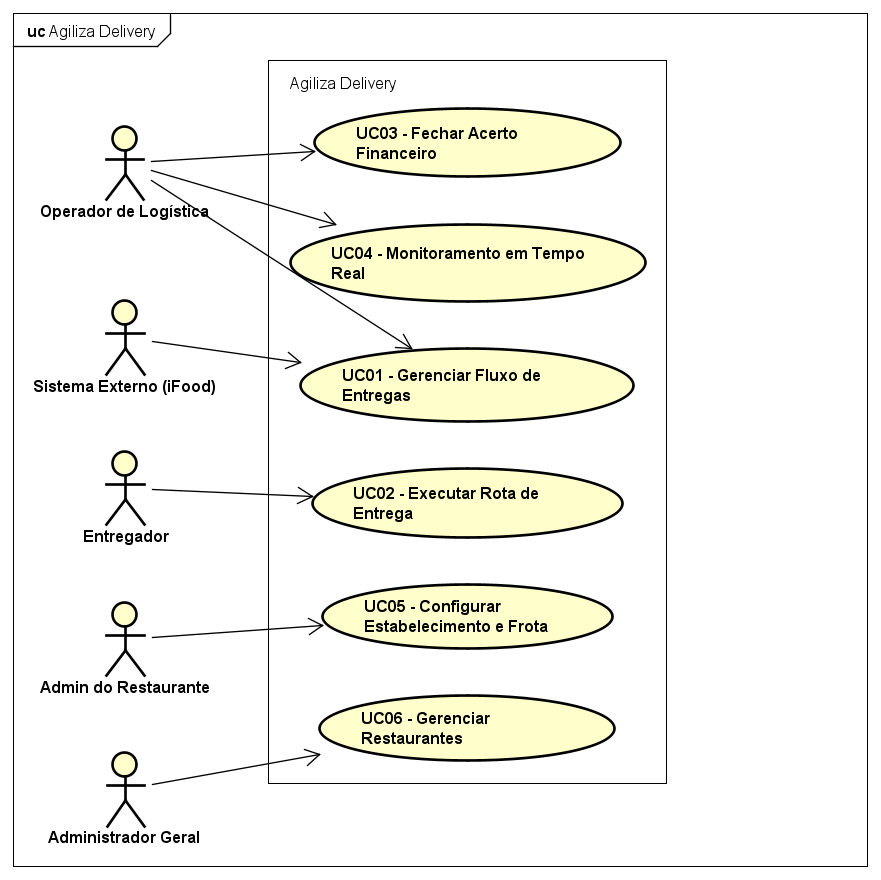 uc Agiliza Delivery
Agiliza Delivery
UC03 - Fechar Acerto
Financeiro
Operador de Logística
UC04 - Monitoramento em Tempo
Real
UC01 - Gerenciar Fluxo de
Entregas
Sistema Externo (iFood)
UC02 - Executar Rota de
Entrega
Entregador
UC05 - Configurar
Estabelecimento e Frota
Admin do Restaurante
UC06 - Gerenciar
Restaurantes
Administrador Geral